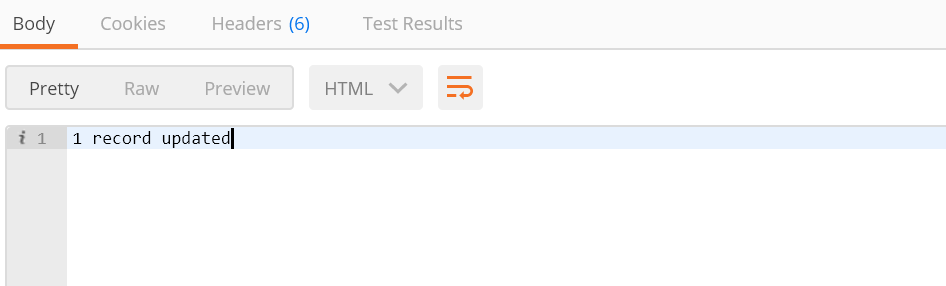 Body Cookies Headers (6) Test Results
Pretty Raw Preview HTML
i 1 1 record updated